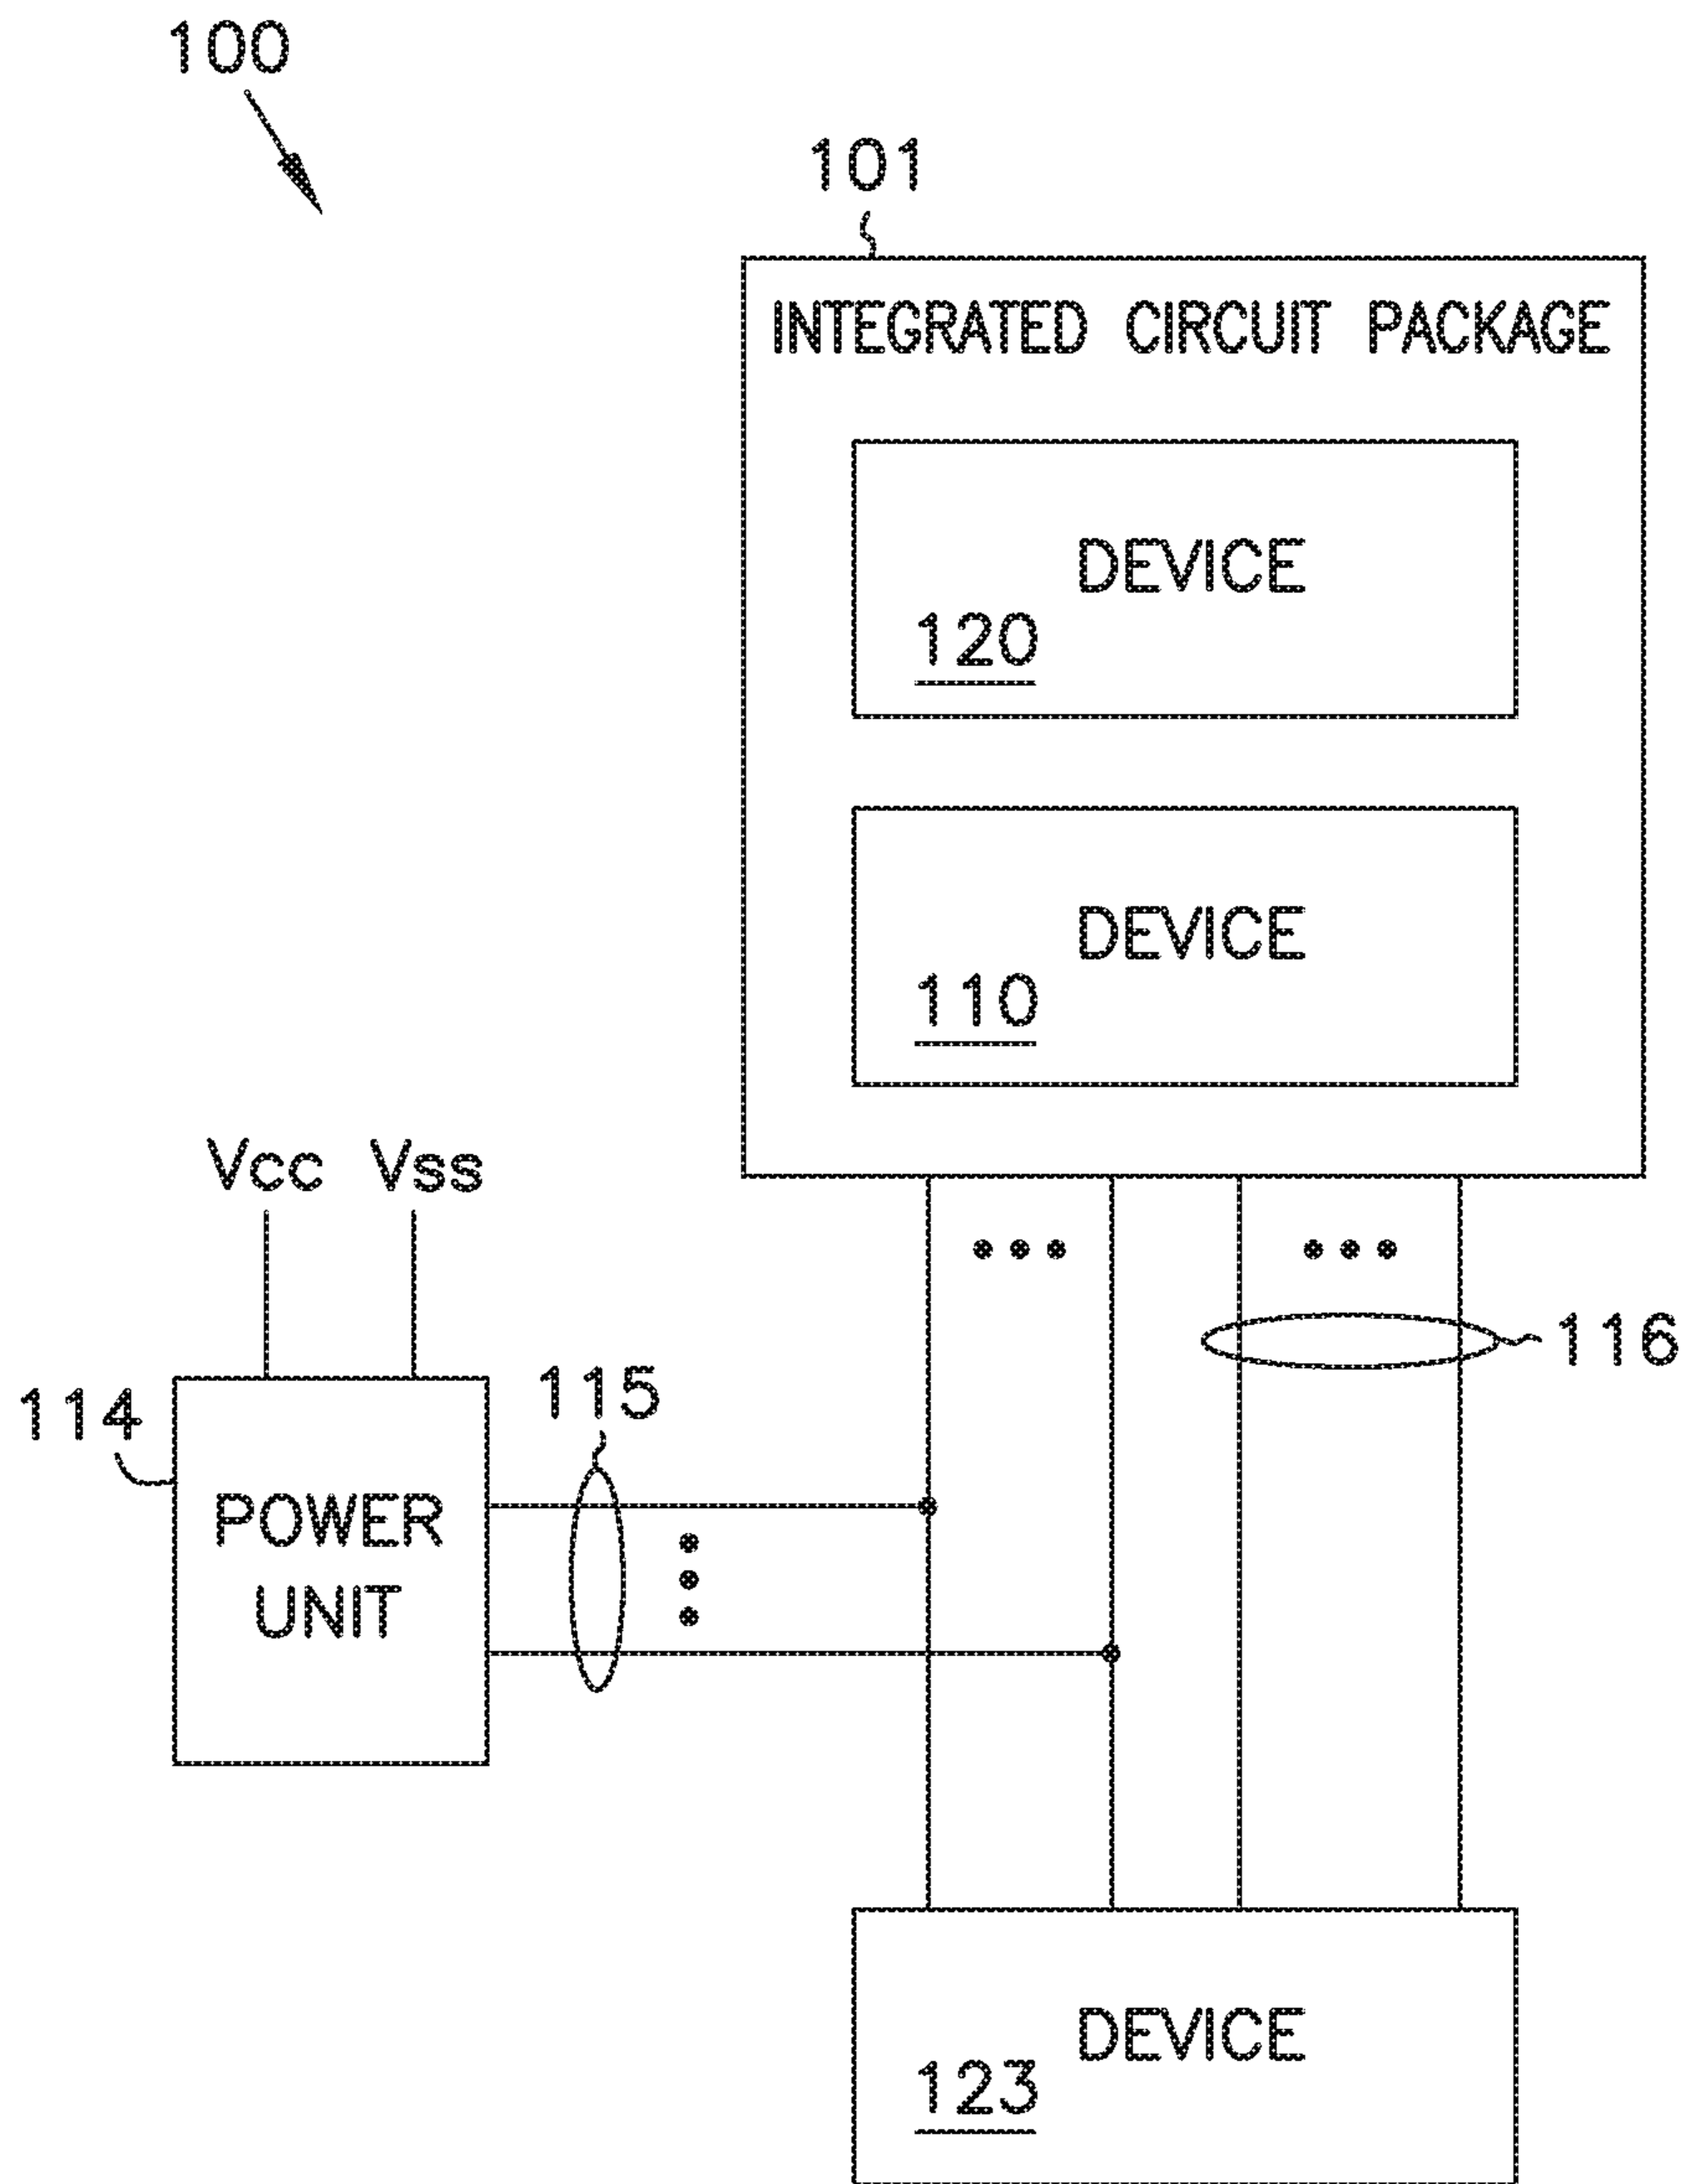 100
101
INTEGRATED CIRCUIT PACKAGE
DEVICE
120
DEVICE
110
Vcc Vss
116
114
115
POWER
UNIT
DEVICE
123